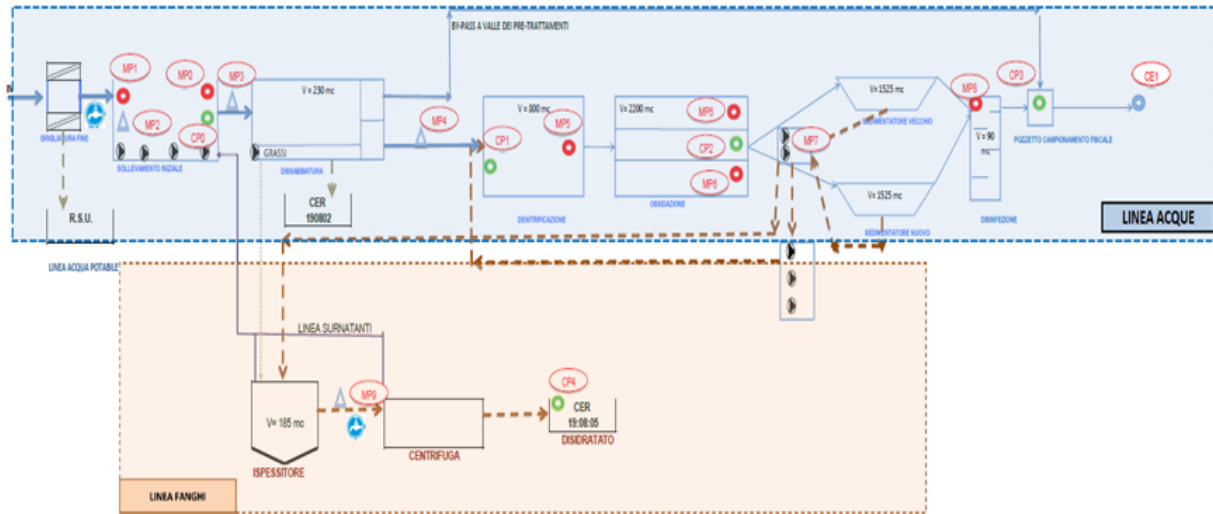 BY-PASS A VALLE DEI PRE-TRATTAMENTI
IN
MP1
MP0
MP3
MP2
CP0
GRIGLIATURA FINE
SOLLEVAMENTO INIZIALE
R.S.U.
V = 230 mc
GRASSI
DISSABBATURA
CER
190802
MP4
CP1
V = 800 mc
MP5
DENITRIFICAZIONE
V= 2200 mc
MP6
CP2
MP6
OSSIDAZIONE
MP7
V= 1525 mc
SEDIMENTATORE VECCHIO
V= 1525 mc
SEDIMENTATORE NUOVO
MP8
V = 90
mc
DISINFEZIONE
CP3
POZZETTO CAMPIONAMENTO FISCALE
CE1
LINEA ACQUE
LINEA ACQUA POTABILE
LINEA SURNATANTI
V= 185 mc
ISPESSITORE
MP9
CENTRIFUGA
CP4
CER
19:08:05
DISIDRATATO
LINEA FANGHI